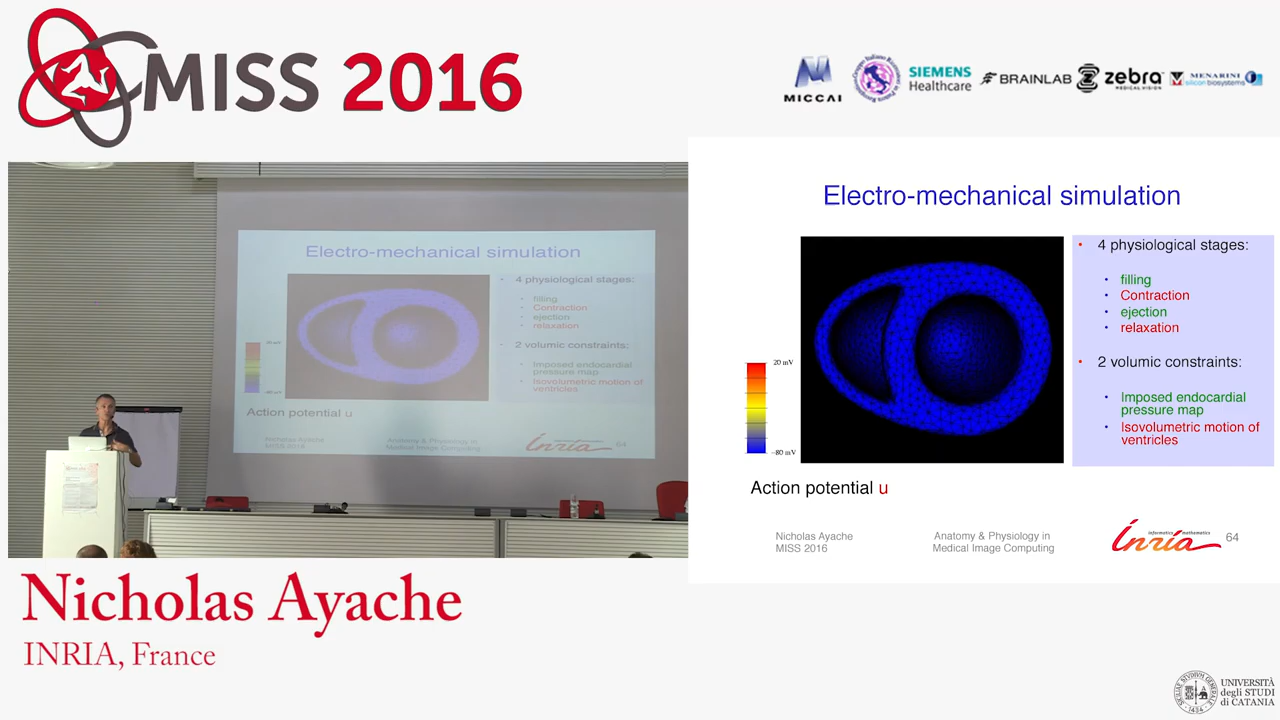 MISS 2016
MICCAI
SIEMENS
Healthcare
BRAINLAB
zebra
MEDICAL VISION
MENARINI
silicon biosystems
Electro-mechanical simulation
• 4 physiological stages:
• filling
• Contraction
• ejection
• relaxation
• 2 volumic constraints:
• Imposed endocardial
pressure map
• Isovolumetric motion of
ventricles
20 mV
−80 mV
Action potential u
Nicholas Ayache
MISS 2016
Anatomy & Physiology in
Medical Image Computing
informatics mathematics
Inria
64
Electro-mechanical simulation
- 4 physiological stages:
- filling
- Contraction
- ejection
- relaxation
- 2 volumic constraints:
- Imposed endocardial
pressure map
- Isovolumetric motion of
ventricles
Action potential u
Nicholas Ayache
MISS 2016
Anatomy & Physiology in
Medical Image Computing
Inria
64
Nicholas Ayache
INRIA, France
UNIVERSITÀ
degli STUDI
di CATANIA